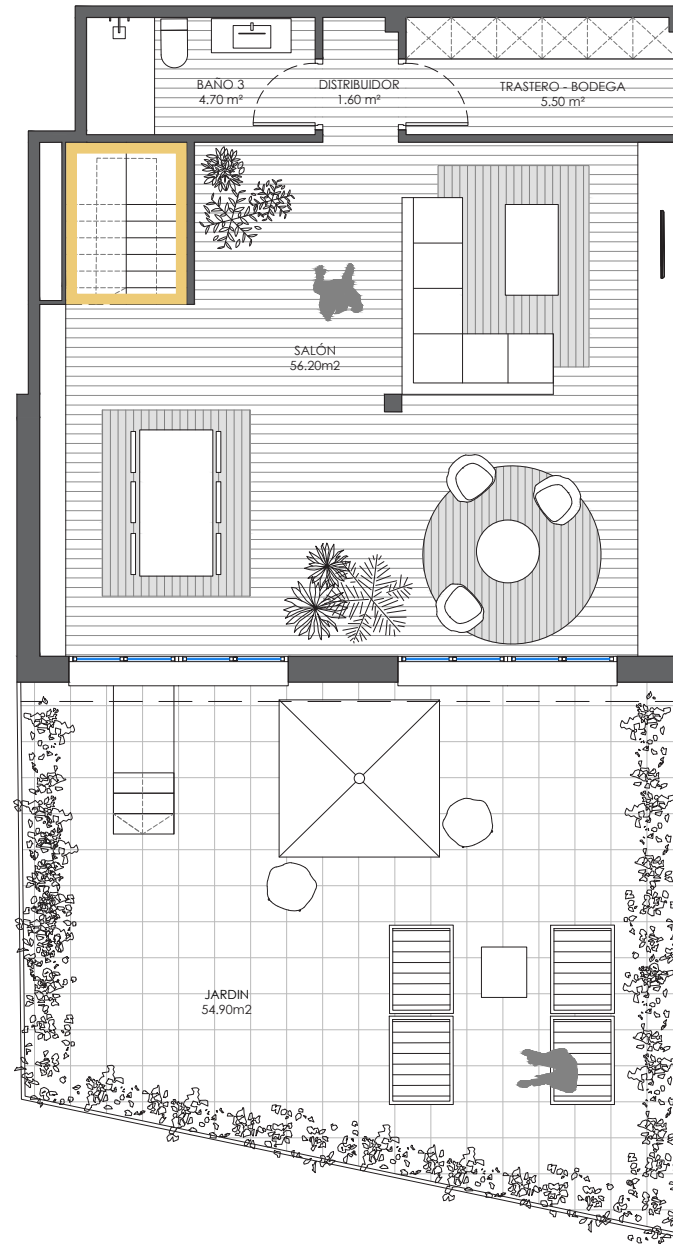 BAÑO 3
4.70 m²
DISTRIBUIDOR
1.60 m²
TRASTERO - BODEGA
5.50 m²
SALÓN
56.20m2
JARDIN
54.90m2